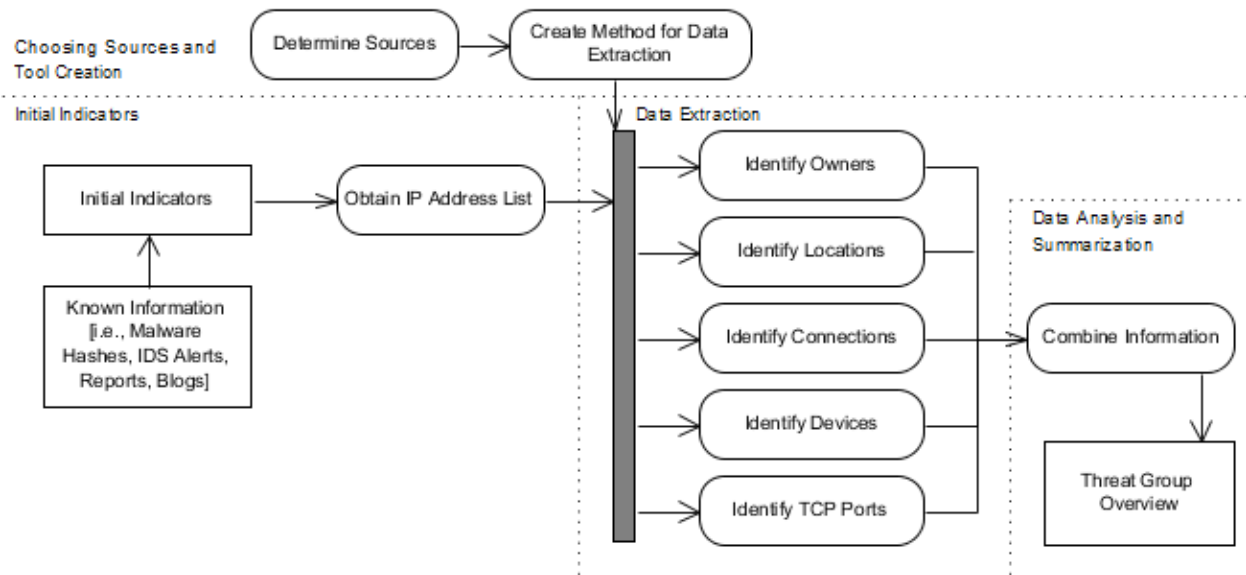 Choosing Sources and
Tool Creation
Determine Sources
Create Method for Data
Extraction
Initial Indicators
Data Extraction
Initial Indicators
Obtain IP Address List
Known Information
[i.e., Malware
Hashes, IDS Alerts,
Reports, Blogs]
Identify Owners
Identify Locations
Identify Connections
Identify Devices
Identify TCP Ports
Data Analysis and
Summarization
Combine Information
Threat Group
Overview